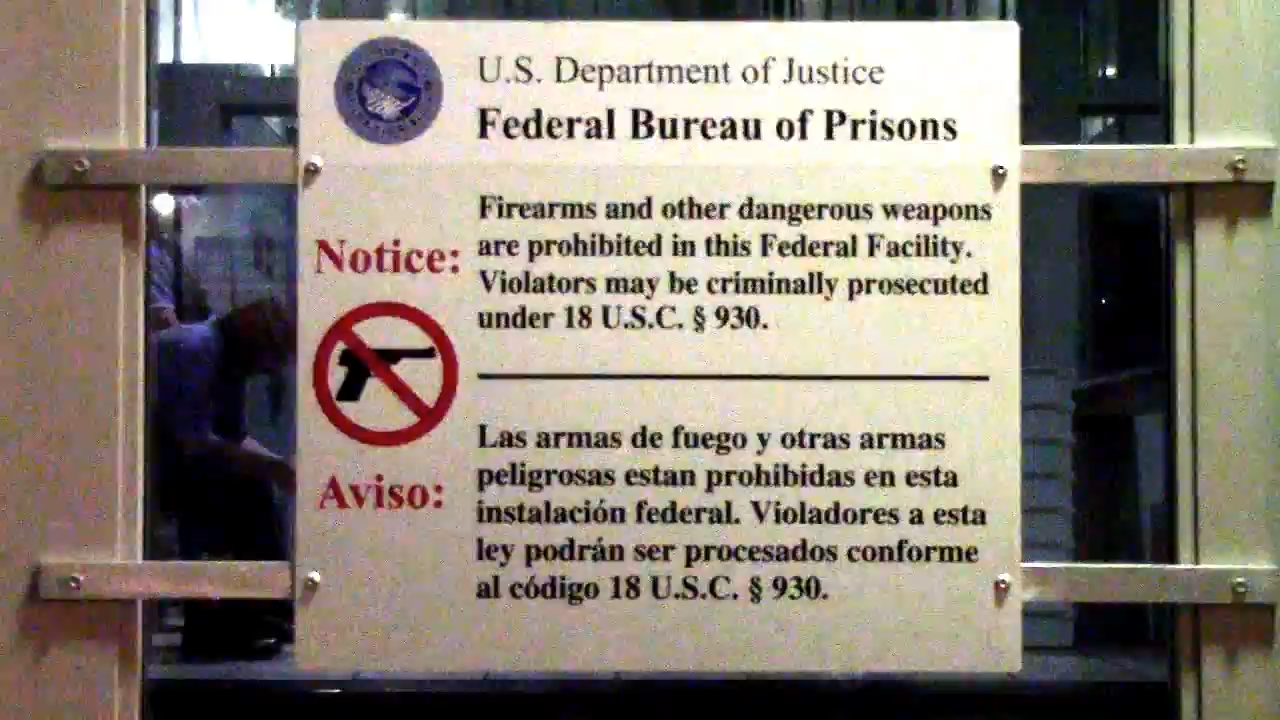 U.S. Department of Justice
Federal Bureau of Prisons
Notice:
Firearms and other dangerous weapons
are prohibited in this Federal Facility.
Violators may be criminally prosecuted
under 18 U.S.C. § 930.
Aviso:
Las armas de fuego y otras armas
peligrosas estan prohibidas en esta
instalación federal. Violadores a esta
ley podrán ser procesados conforme
al código 18 U.S.C. § 930.